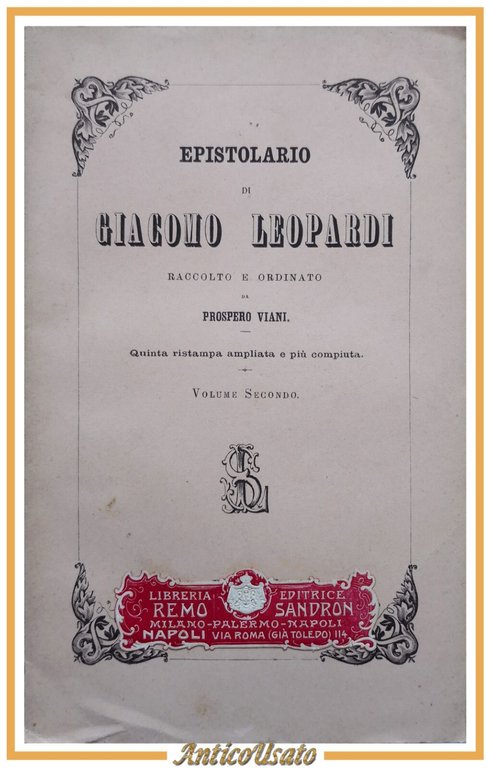 EPISTOLARIO
DI
GIACOMO LEOPARDI
RACCOLTO E ORDINATO
DA
PROSPERO VIANI.
Quinta ristampa ampliata e più compiuta.
VOLUME SECONDO.
LIBRERIA EDITRICE
REMO SANDRON
MILANO-PALERMO-NAPOLI
NAPOLI VIA ROMA (GIÀ TOLEDO) 114
AnticoUsato